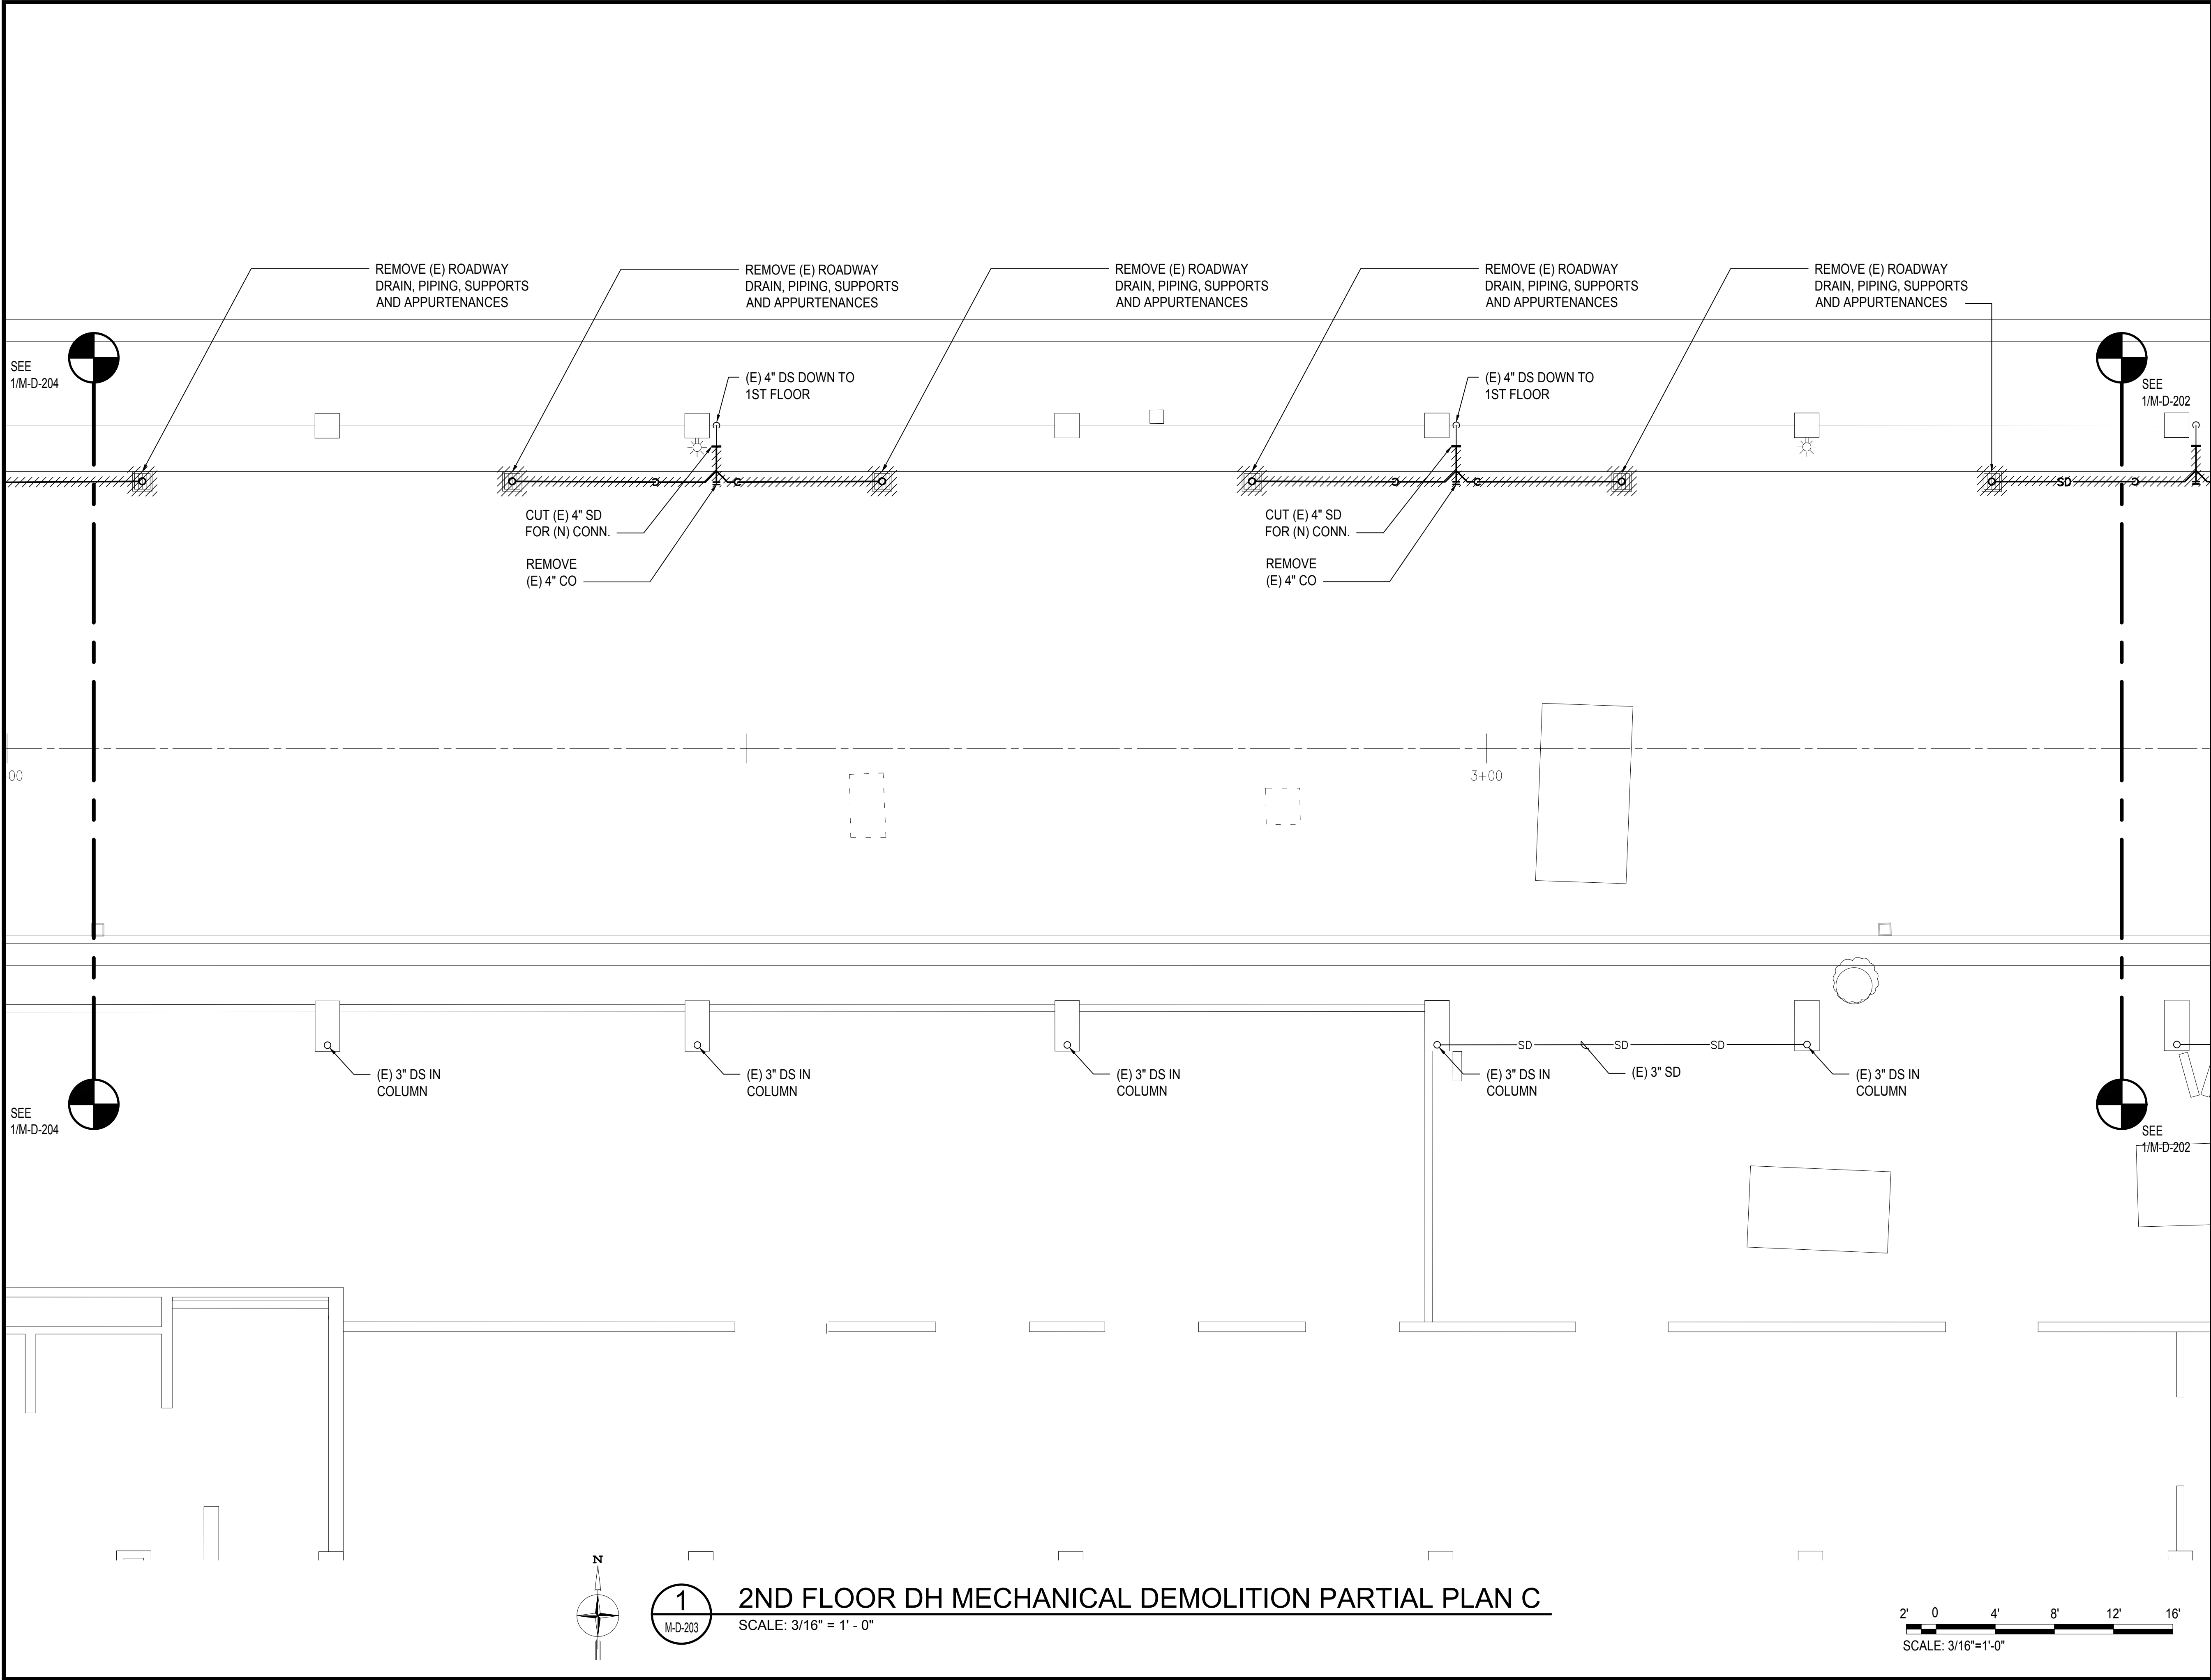 REMOVE (E) ROADWAY
DRAIN, PIPING, SUPPORTS
AND APPURTENANCES
REMOVE (E) ROADWAY
DRAIN, PIPING, SUPPORTS
AND APPURTENANCES
REMOVE (E) ROADWAY
DRAIN, PIPING, SUPPORTS
AND APPURTENANCES
REMOVE (E) ROADWAY
DRAIN, PIPING, SUPPORTS
AND APPURTENANCES
REMOVE (E) ROADWAY
DRAIN, PIPING, SUPPORTS
AND APPURTENANCES
SEE
1/M-D-204
(E) 4" DS DOWN TO
1ST FLOOR
(E) 4" DS DOWN TO
1ST FLOOR
SEE
1/M-D-202
SD
CUT (E) 4" SD
FOR (N) CONN.
REMOVE
(E) 4" CO
CUT (E) 4" SD
FOR (N) CONN.
REMOVE
(E) 4" CO
00
3+00
SD
SD
SD
(E) 3" DS IN
COLUMN
(E) 3" DS IN
COLUMN
(E) 3" DS IN
COLUMN
(E) 3" DS IN
COLUMN
(E) 3" SD
(E) 3" DS IN
COLUMN
SEE
1/M-D-204
SEE
1/M-D-202
N
1
M-D-203
2ND FLOOR DH MECHANICAL DEMOLITION PARTIAL PLAN C
SCALE: 3/16" = 1' - 0"
2' 0 4' 8' 12' 16'
SCALE: 3/16"=1'-0"